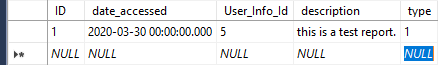 ID date_accessed User_Info_Id description type
1 2020-03-30 00:00:00.000 5 this is a test report. 1
NULL NULL NULL NULL NULL